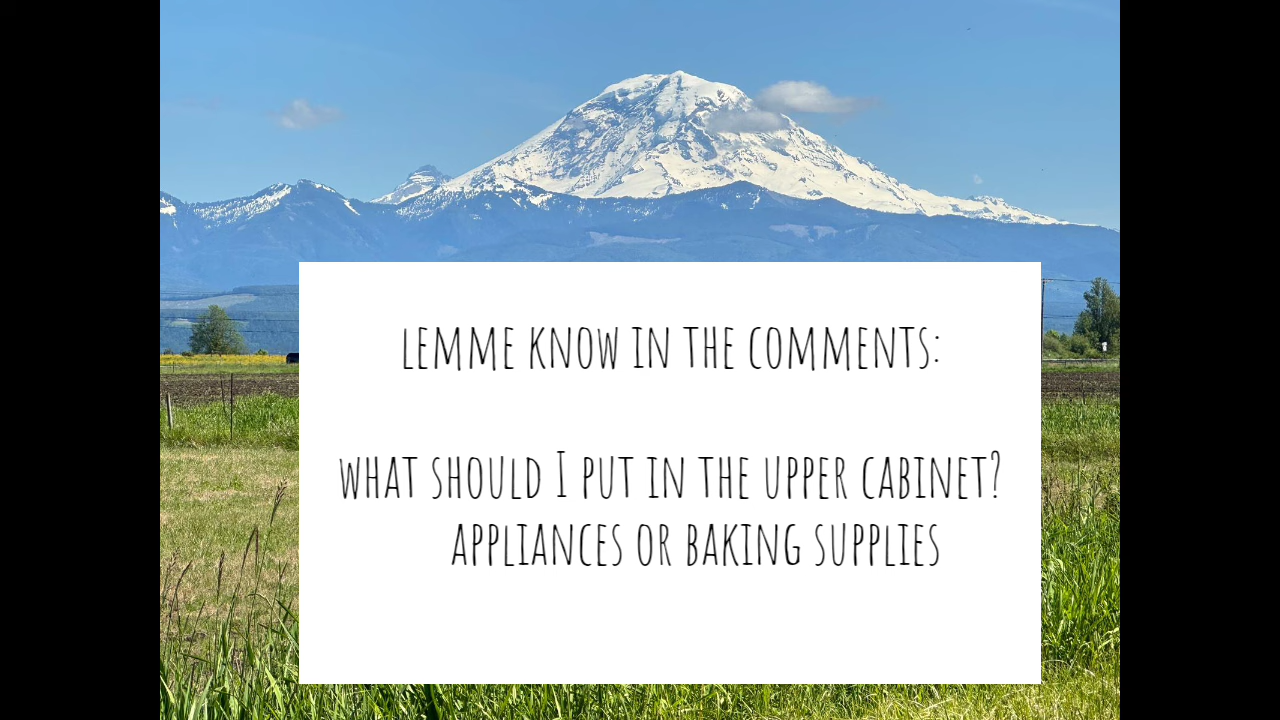 LEMME KNOW IN THE COMMENTS:
WHAT SHOULD I PUT IN THE UPPER CABINET?
APPLIANCES OR BAKING SUPPLIES